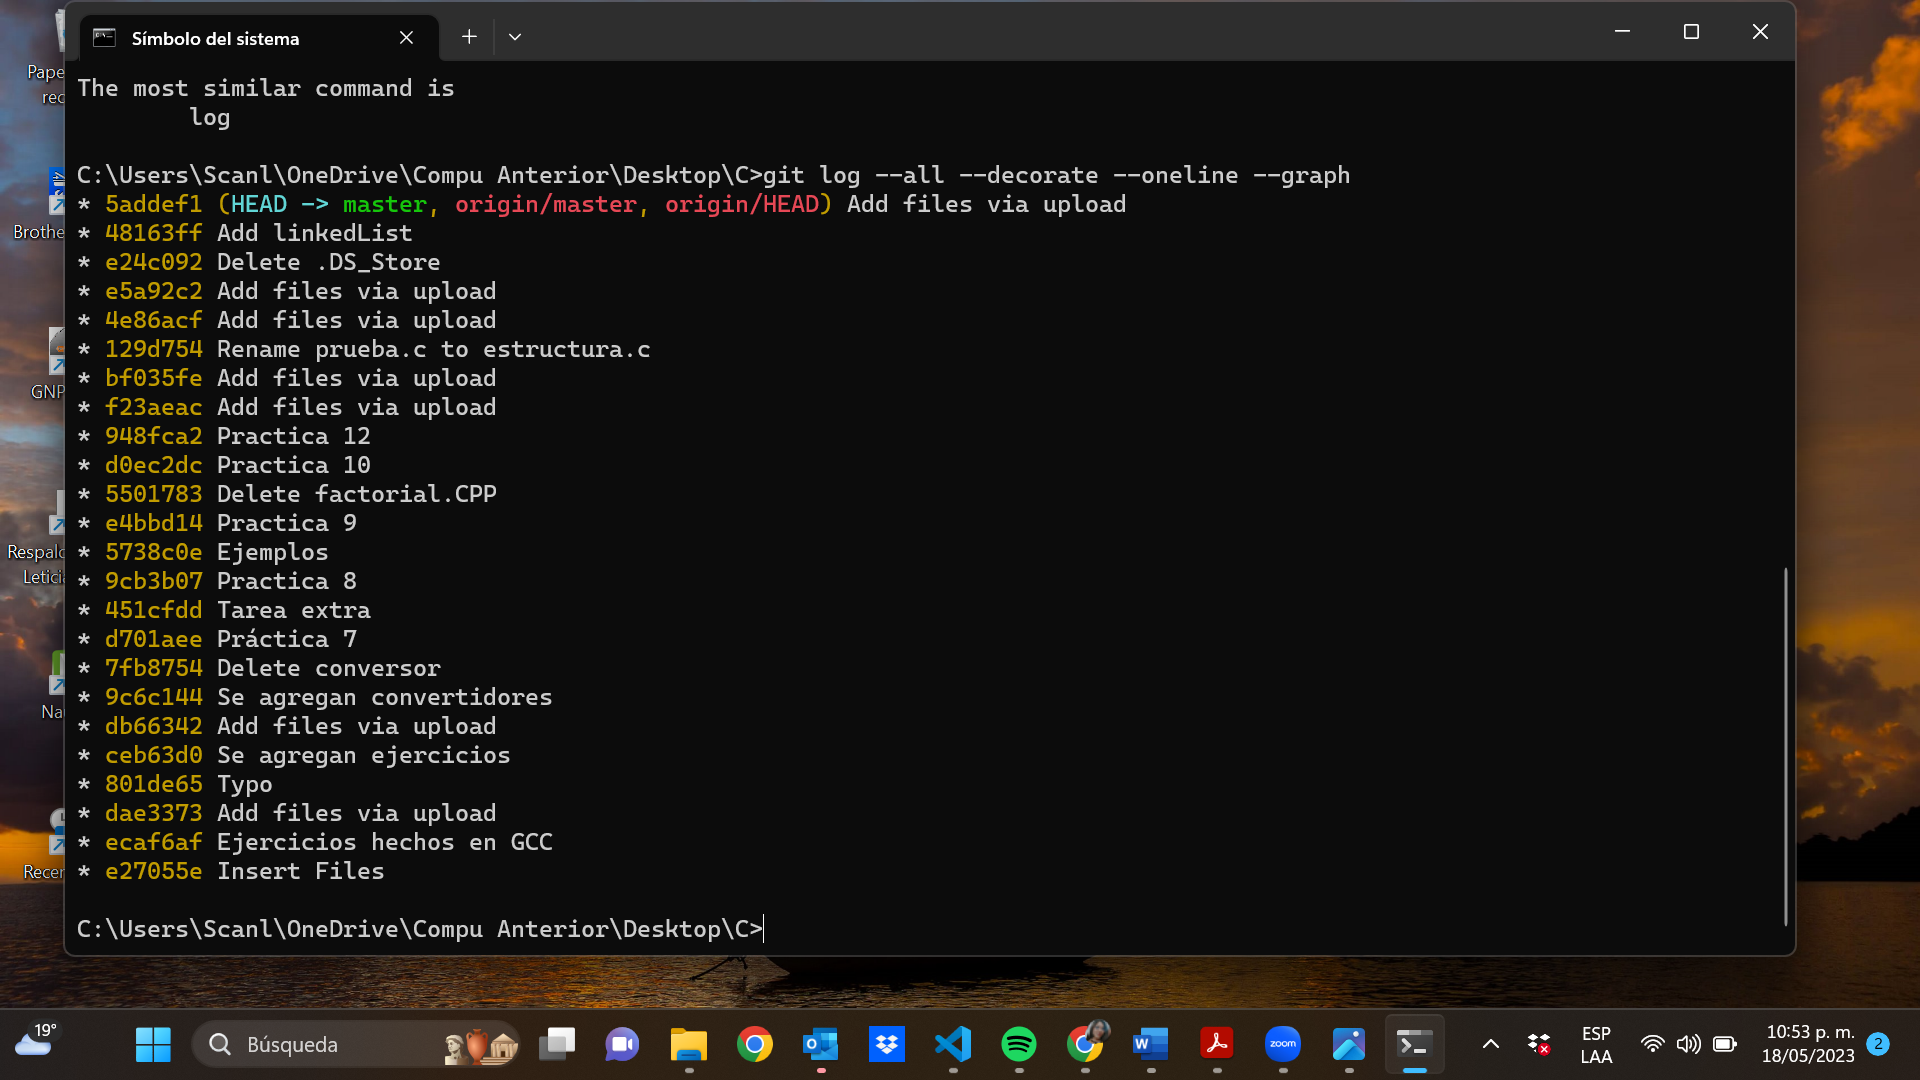 Símbolo del sistema
The most similar command is
log
C:\Users\Scanl\OneDrive\Compu Anterior\Desktop\C>git log --all --decorate --oneline --graph
* 5addef1 (HEAD -> master, origin/master, origin/HEAD) Add files via upload
* 48163ff Add linkedList
* e24c092 Delete .DS_Store
* e5a92c2 Add files via upload
* 4e86acf Add files via upload
* 129d754 Rename prueba.c to estructura.c
* bf035fe Add files via upload
* f23aeac Add files via upload
* 948fca2 Practica 12
* d0ec2dc Practica 10
* 5501783 Delete factorial.CPP
* e4bbd14 Practica 9
* 5738c0e Ejemplos
* 9cb3b07 Practica 8
* 451cfdd Tarea extra
* d701aee Práctica 7
* 7fb8754 Delete conversor
* 9c6c144 Se agregan convertidores
* db66342 Add files via upload
* ceb63d0 Se agregan ejercicios
* 801de65 Typo
* dae3373 Add files via upload
* ecaf6af Ejercicios hechos en GCC
* e27055e Insert Files
C:\Users\Scanl\OneDrive\Compu Anterior\Desktop\C>
Pape
rec
Brothe
GNP
Respald
Leticia
Na
Recer
19°
Búsqueda
zoom
ESP
LAA
10:53 p. m.
18/05/2023
2